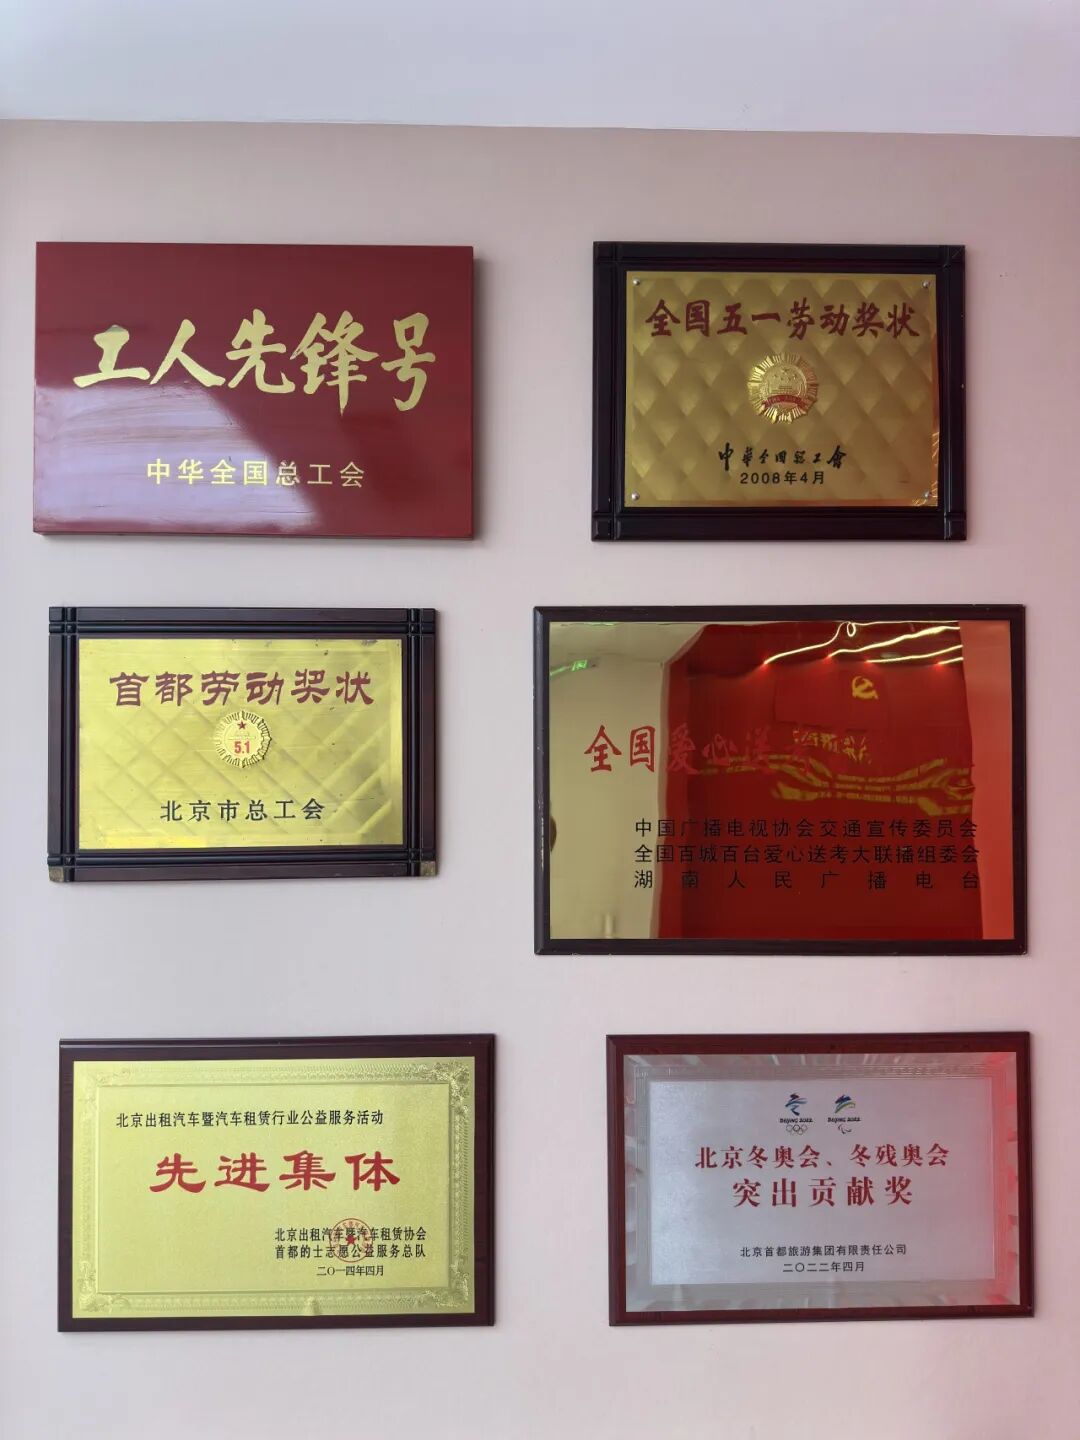 工人先锋号
中华全国总工会
全国五一劳动奖状
中华全国总工会
2008年4月
首都劳动奖状
5.1
北京市总工会
全国爱心送考
中国广播电视协会交通宣传委员会
全国百城百台爱心送考大联播组委会
湖南人民广播电台
北京出租汽车暨汽车租赁行业公益服务活动
先进集体
北京出租汽车暨汽车租赁协会
首都的士志愿公益服务总队
二〇一四年四月
BEIJING 2022 BEIJING 2022
北京冬奥会、冬残奥会
突出贡献奖
北京首都旅游集团有限责任公司
二〇二二年四月